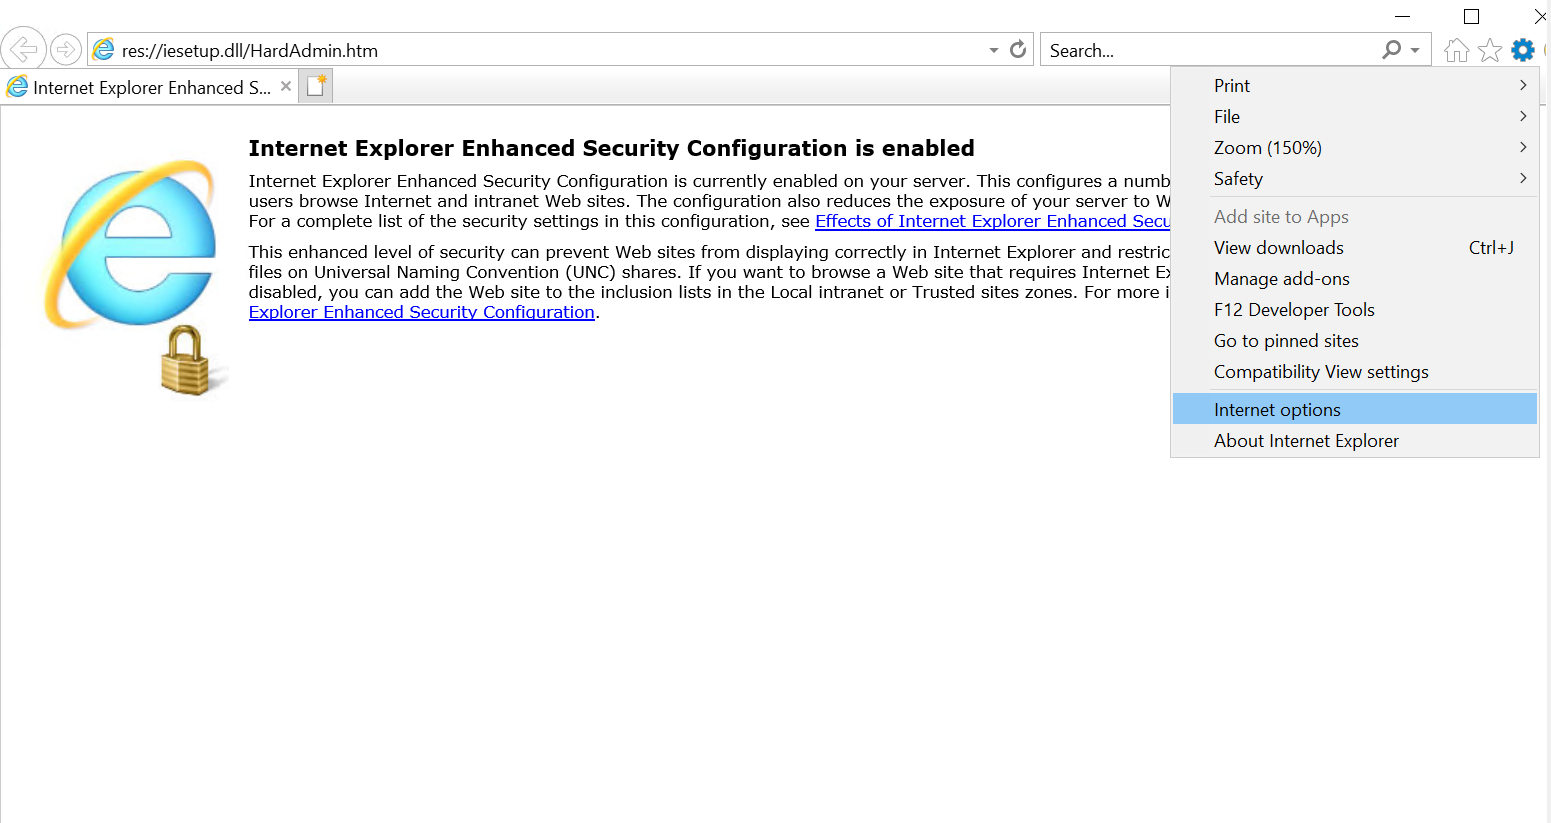 res://iesetup.dll/HardAdmin.htm
Search...
Internet Explorer Enhanced S...
Internet Explorer Enhanced Security Configuration is enabled
Internet Explorer Enhanced Security Configuration is currently enabled on your server. This configures a numb
users browse Internet and intranet Web sites. The configuration also reduces the exposure of your server to W
For a complete list of the security settings in this configuration, see Effects of Internet Explorer Enhanced Secu
This enhanced level of security can prevent Web sites from displaying correctly in Internet Explorer and restric
files on Universal Naming Convention (UNC) shares. If you want to browse a Web site that requires Internet Ex
disabled, you can add the Web site to the inclusion lists in the Local intranet or Trusted sites zones. For more i
Explorer Enhanced Security Configuration.
Print
File
Zoom (150%)
Safety
Add site to Apps
View downloads Ctrl+J
Manage add-ons
F12 Developer Tools
Go to pinned sites
Compatibility View settings
Internet options
About Internet Explorer